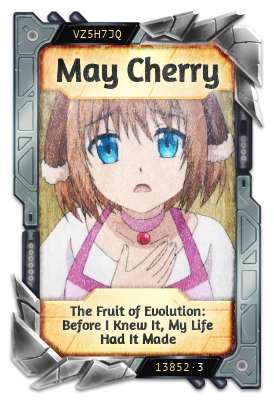 VZ5H7JQ
May Cherry
The Fruit of Evolution:
Before I Knew It, My Life
Had It Made
13852·3